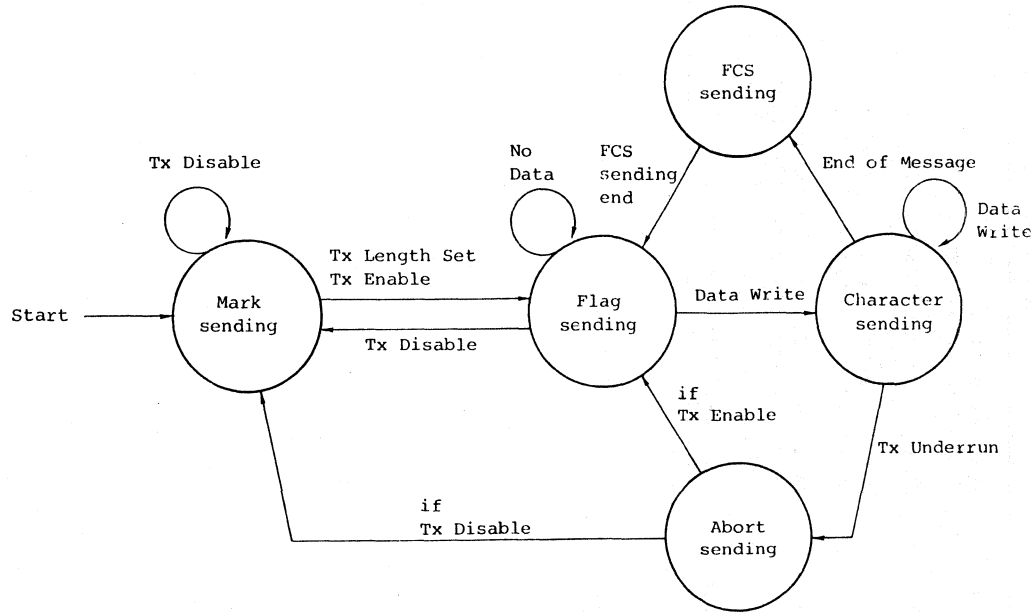 FCS
sending
Tx Disable
No
Data
FCS
sending
end
End of Message
Data
Write
Tx Length Set
Tx Enable
Start
Mark
sending
Flag
sending
Data Write
Character
sending
Tx Disable
if
Tx Enable
Tx Underrun
if
Tx Disable
Abort
sending